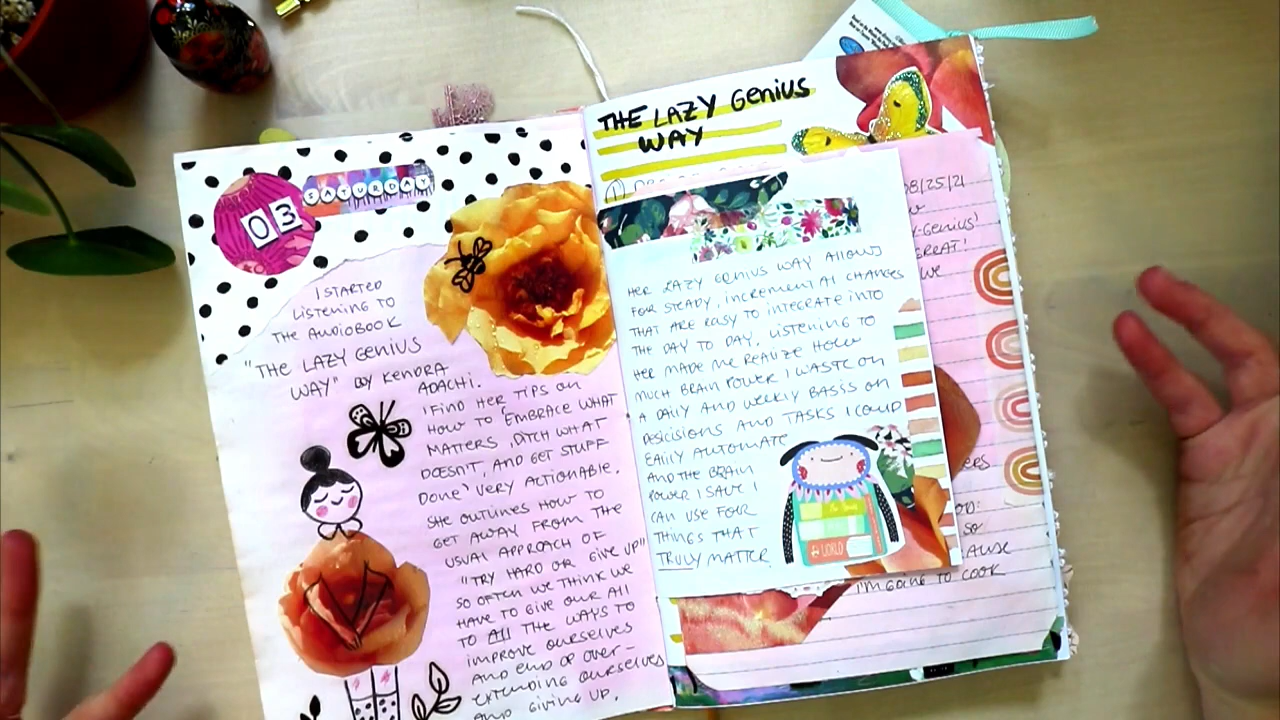 03
SATURDAY
I STARTED
LISTENING TO
THE AUDIOBOOK
"THE LAZY GENIUS
WAY" BY KENDRA
ADACHI.
I FIND HER TIPS ON
HOW TO 'EMBRACE WHAT
MATTERS, DITCH WHAT
DOESN'T, AND GET STUFF
DONE' VERY ACTIONABLE.
SHE OUTLINES HOW TO
GET AWAY FROM THE
USUAL APPROACH OF
"TRY HARD OR GIVE UP"
SO OFTEN WE THINK WE
HAVE TO GIVE OUR ALL
TO ALL THE WAYS TO
IMPROVE OURSELVES
AND END UP OVER-
EXTENDING OURSELVES
AND GIVING UP.
THE LAZY GENIUS
WAY
HER LAZY GENIUS WAY ALLOWS
FOR STEADY, INCREMENTAL CHANGES
THAT ARE EASY TO INTEGRATE INTO
THE DAY TO DAY. LISTENING TO
HER MADE ME REALIZE HOW
MUCH BRAIN POWER I WASTE ON
A DAILY AND WEEKLY BASIS ON
DESCISIONS AND TASKS I COULD
EASILY AUTOMATE
AND THE BRAIN
POWER I SAVE I
CAN USE FOR
THINGS THAT
TRULY MATTER
WORLD
08/25/21
GENIUS'
GREAT!
WE
SO
I'M GOING TO COOK